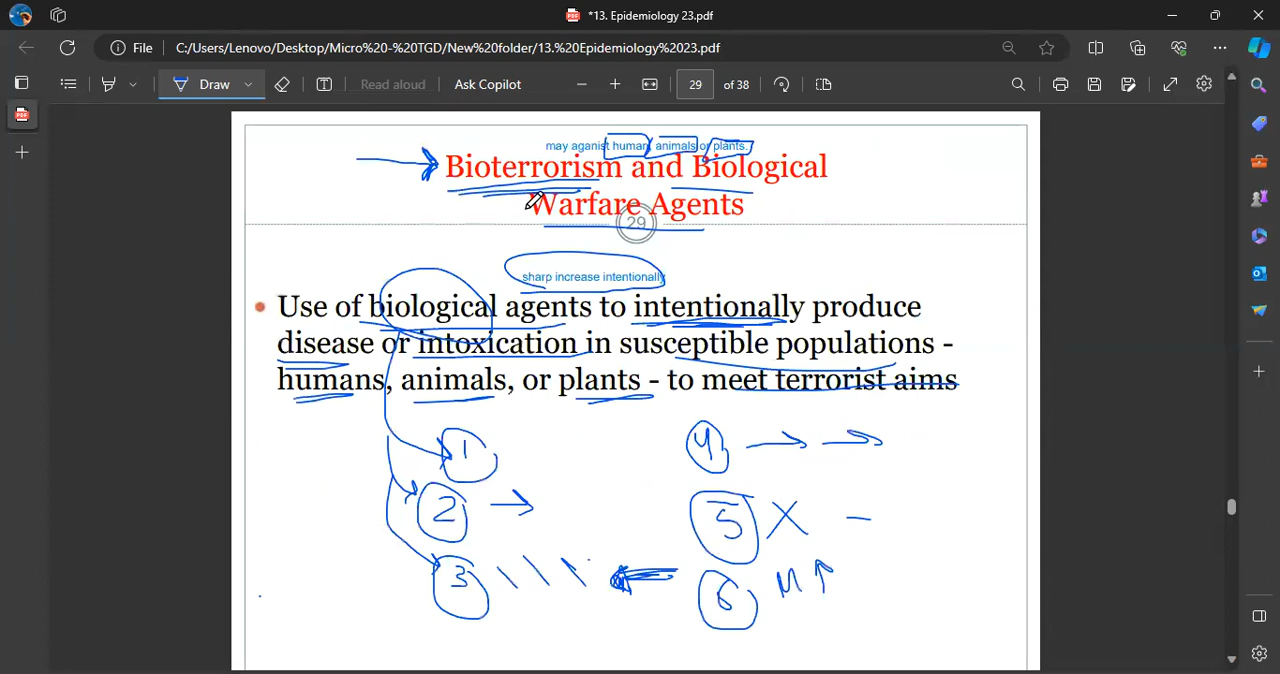 *13. Epidemiology 23.pdf
File
C:/Users/Lenovo/Desktop/Micro%20-%20TGD/New%20folder/13.%20Epidemiology%2023.pdf
Draw
Read aloud
Ask Copilot
29 of 38
may aganist human, animals or plants.
Bioterrorism and Biological
Warfare Agents
29
sharp increase intentionally
Use of biological agents to intentionally produce
disease or intoxication in susceptible populations -
humans, animals, or plants - to meet terrorist aims
1
4
2
5 X
3
6 M↑